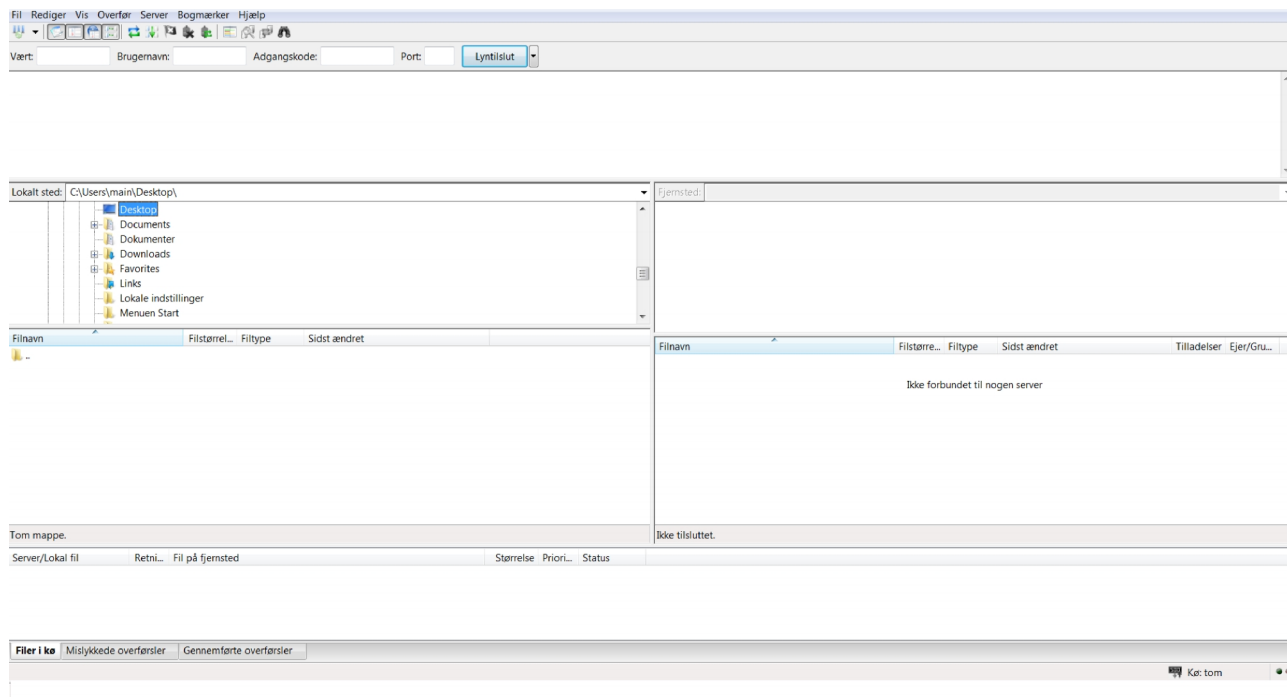 Fil Rediger Vis Overfør Server Bogmærker Hjælp
Vært: Brugernavn: Adgangskode: Port: Lyntilslut
Lokalt sted: C:\Users\main\Desktop\
Fjernsted:
Desktop
Documents
Dokumenter
Downloads
Favorites
Links
Lokale indstillinger
Menuen Start
Filnavn Filstørrel... Filtype Sidst ændret
..
Filnavn Filstørre... Filtype Sidst ændret Tilladelser Ejer/Gru...
Ikke forbundet til nogen server
Tom mappe.
Ikke tilsluttet.
Server/Lokal fil Retni... Fil på fjernsted Størrelse Priori... Status
Filer i kø Mislykkede overførsler Gennemførte overførsler
Kø: tom